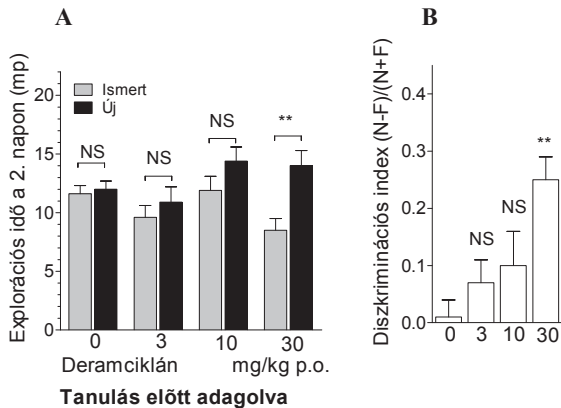 A
Explorációs idő a 2. napon (mp)
20
15
10
5
0
Ismert
Új
NS
NS
NS
**
0
3
10
30
Deramciklán
mg/kg p.o.
Tanulás elõtt adagolva
B
Diszkriminációs index (N-F)/(N+F)
0.4
0.3
0.2
0.1
0.0
NS
NS
**
0
3
10
30